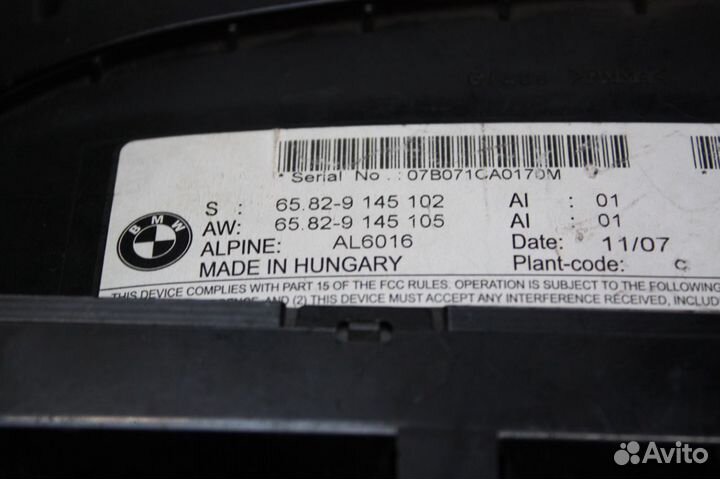 * Serial No.: 07B071CA0170M
S : 65.82-9 145 102 AI : 01
AW: 65.82-9 145 105 AI : 01
ALPINE: AL6016 Date: 11/07
MADE IN HUNGARY Plant-code: C
BMW
THIS DEVICE COMPLIES WITH PART 15 OF THE FCC RULES. OPERATION IS SUBJECT TO THE FOLLOWING
AND (2) THIS DEVICE MUST ACCEPT ANY INTERFERENCE RECEIVED, INCLUD
Avito